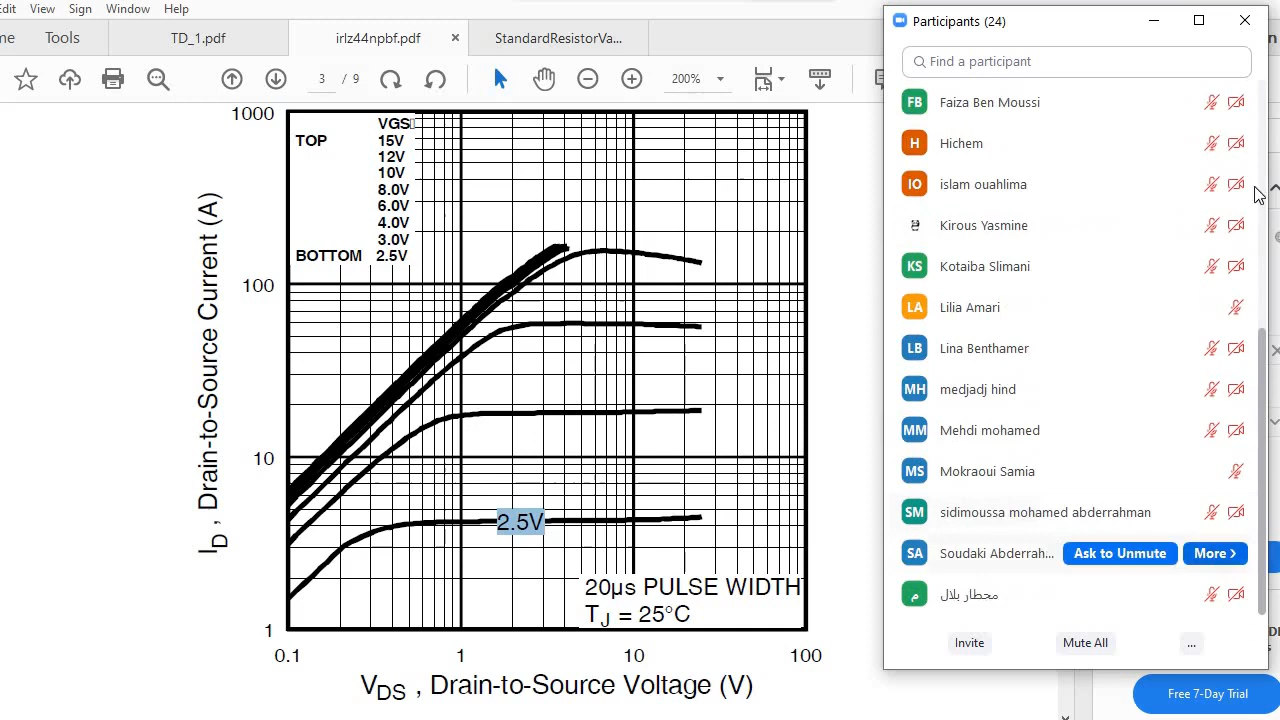 Edit View Sign Window Help
me Tools TD_1.pdf irlz44npbf.pdf × StandardResistorVa...
3 / 9 200%
1000
100
10
1
0.1 1 10 100
ID , Drain-to-Source Current (A)
VGS
TOP 15V
12V
10V
8.0V
6.0V
4.0V
3.0V
BOTTOM 2.5V
2.5V
20µs PULSE WIDTH
TJ = 25°C
VDS , Drain-to-Source Voltage (V)
Participants (24)
Find a participant
FB Faiza Ben Moussi
H Hichem
IO islam ouahlima
Kirous Yasmine
KS Kotaiba Slimani
LA Lilia Amari
LB Lina Benthamer
MH medjadj hind
MM Mehdi mohamed
MS Mokraoui Samia
SM sidimoussa mohamed abderrahman
SA Soudaki Abderrah... Ask to Unmute More >
م محطار بلال
Invite Mute All ...
Free 7-Day Trial